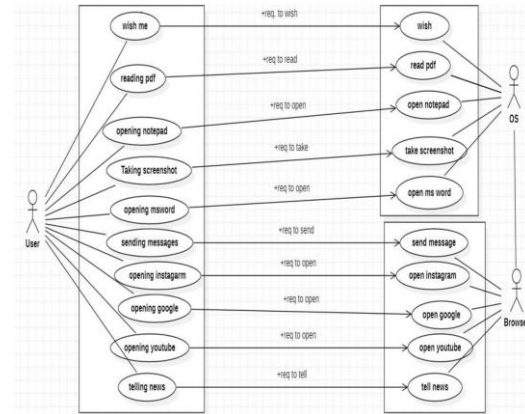 wish me
+req. to wish
wish
reading pdf
+req to read
read pdf
OS
opening notepad
+req to open
open notepad
Taking screenshot
+req to take
take screenshot
opening msword
+req to open
open ms word
User
sending messages
+req to send
send message
opening instagarm
+req to open
open instagram
opening google
+req to open
open google
Browse
opening youtube
+req to open
open youtube
telling news
+req to tell
tell news